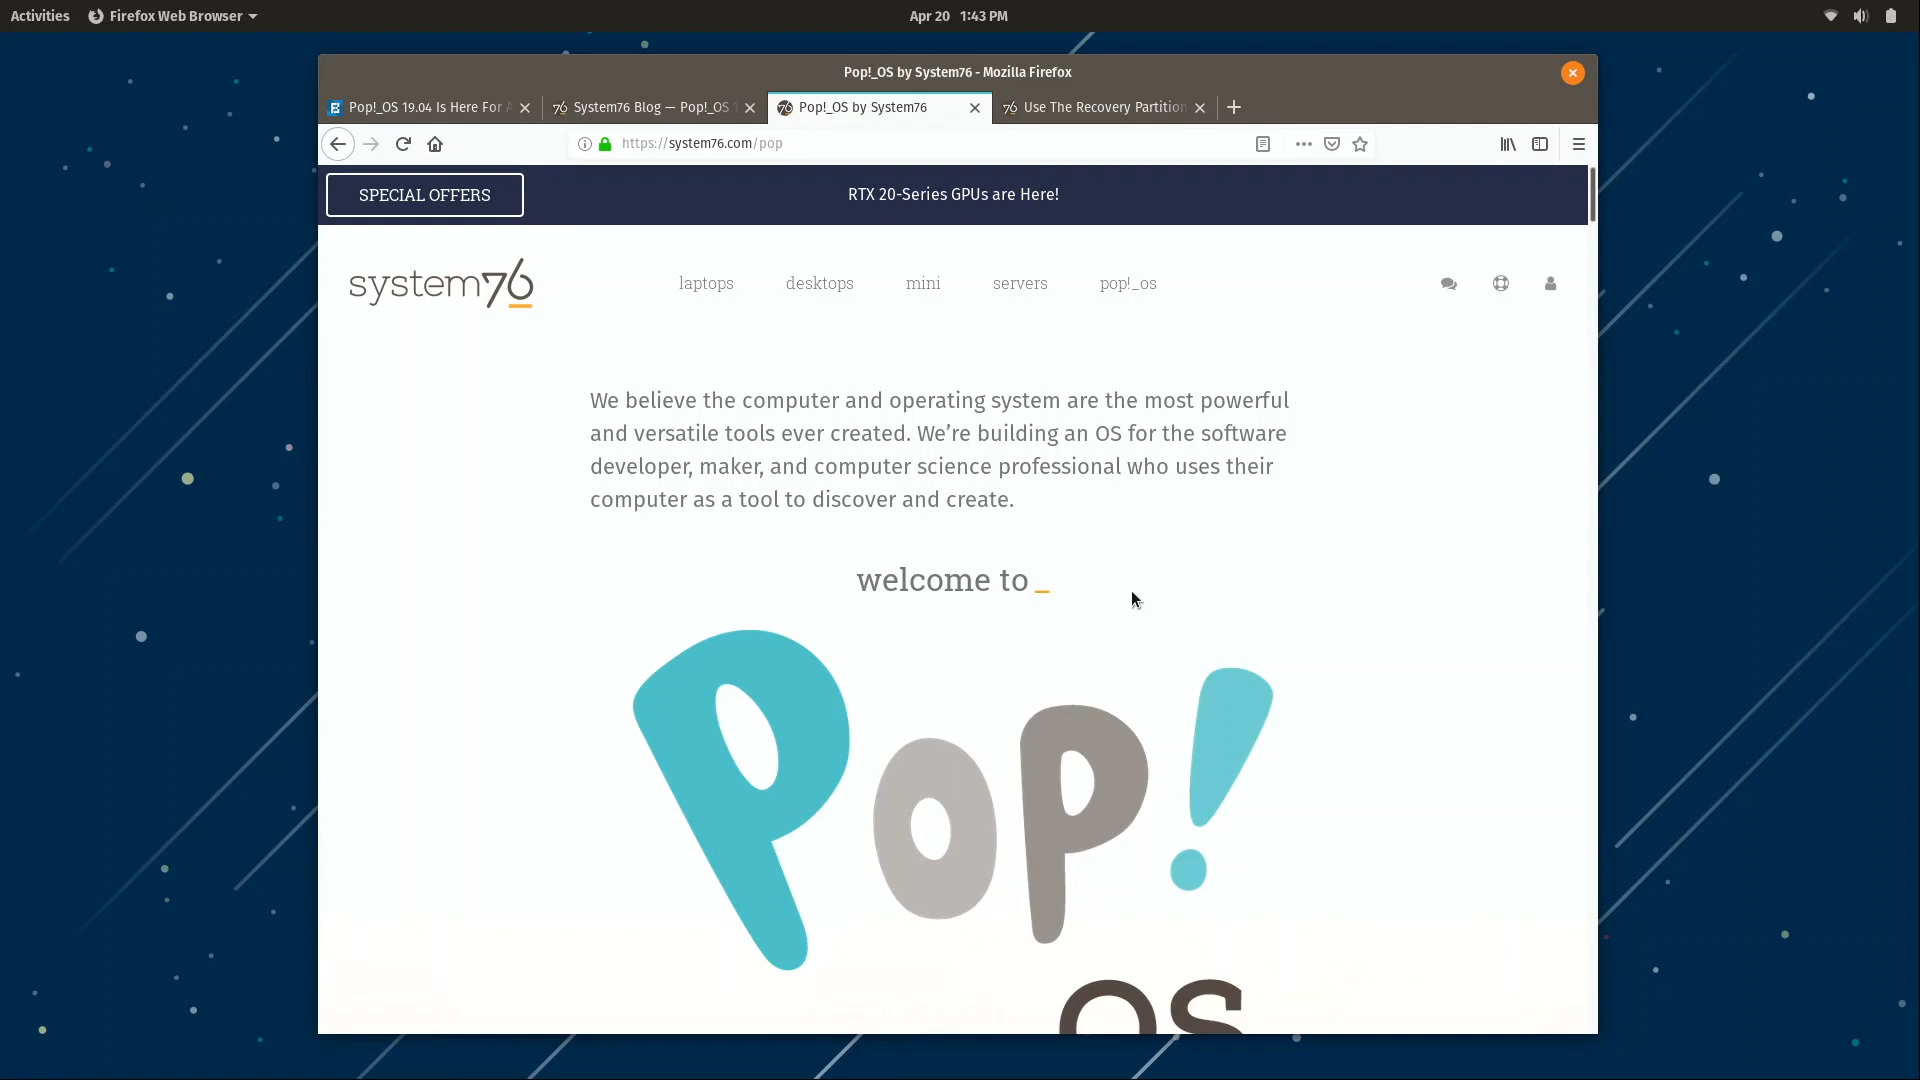 Activities Firefox Web Browser Apr 20 1:43 PM
Pop!_OS by System76 - Mozilla Firefox
Pop!_OS 19.04 Is Here For A System76 Blog — Pop!_OS 1 Pop!_OS by System76 Use The Recovery Partition
https://system76.com/pop
SPECIAL OFFERS RTX 20-Series GPUs are Here!
system76 laptops desktops mini servers pop!_os
We believe the computer and operating system are the most powerful
and versatile tools ever created. We’re building an OS for the software
developer, maker, and computer science professional who uses their
computer as a tool to discover and create.
welcome to _
Pop!
OS